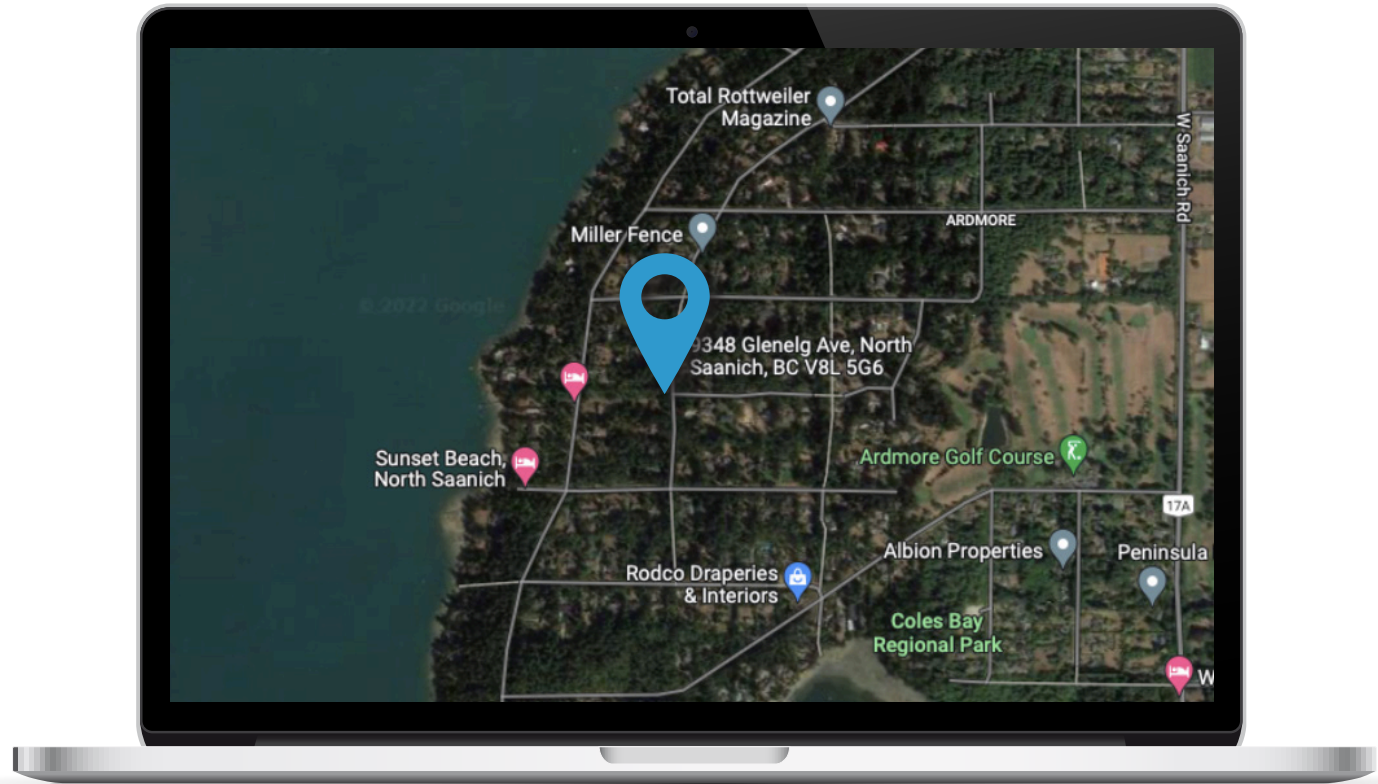 Total Rottweiler
Magazine
W Saanich Rd
ARDMORE
Miller Fence
© 2022 Google
9348 Glenelg Ave, North
Saanich, BC V8L 5G6
Sunset Beach,
North Saanich
Ardmore Golf Course
17A
Albion Properties
Peninsula
Rodco Draperies
& Interiors
Coles Bay
Regional Park
W